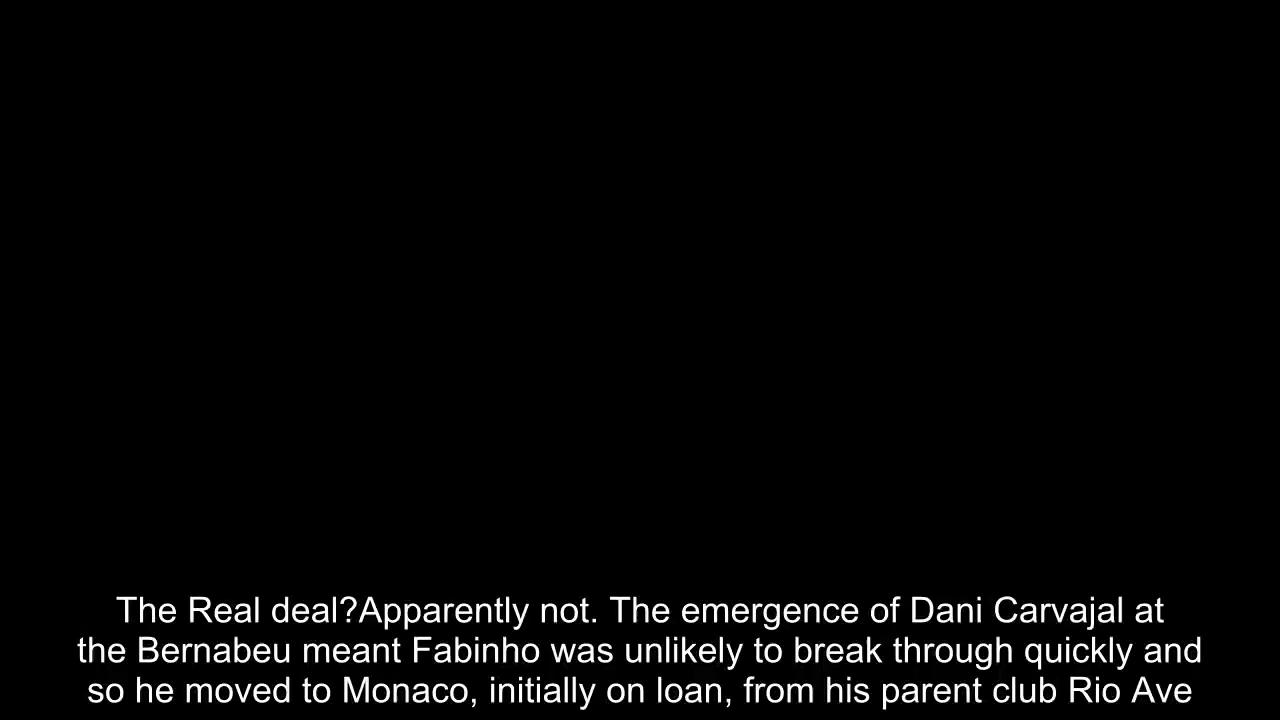 The Real deal?Apparently not. The emergence of Dani Carvajal at
the Bernabeu meant Fabinho was unlikely to break through quickly and
so he moved to Monaco, initially on loan, from his parent club Rio Ave